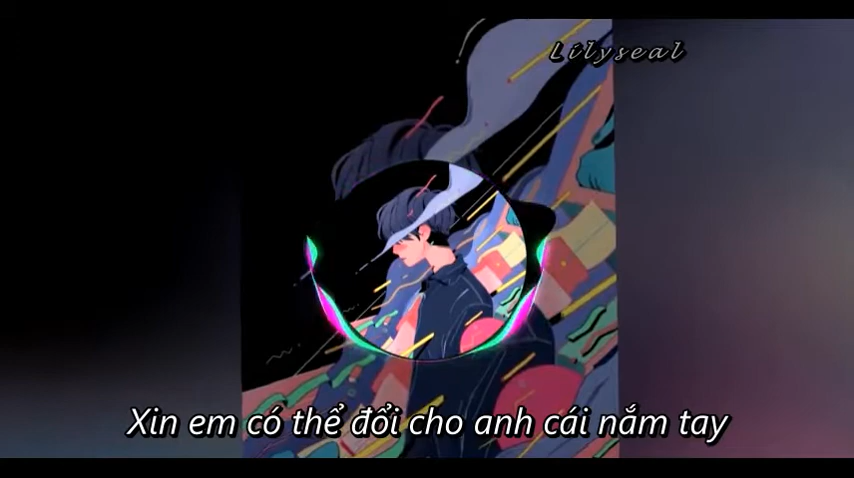 Lilyseal
Xin em có thể đổi cho anh cái nắm tay